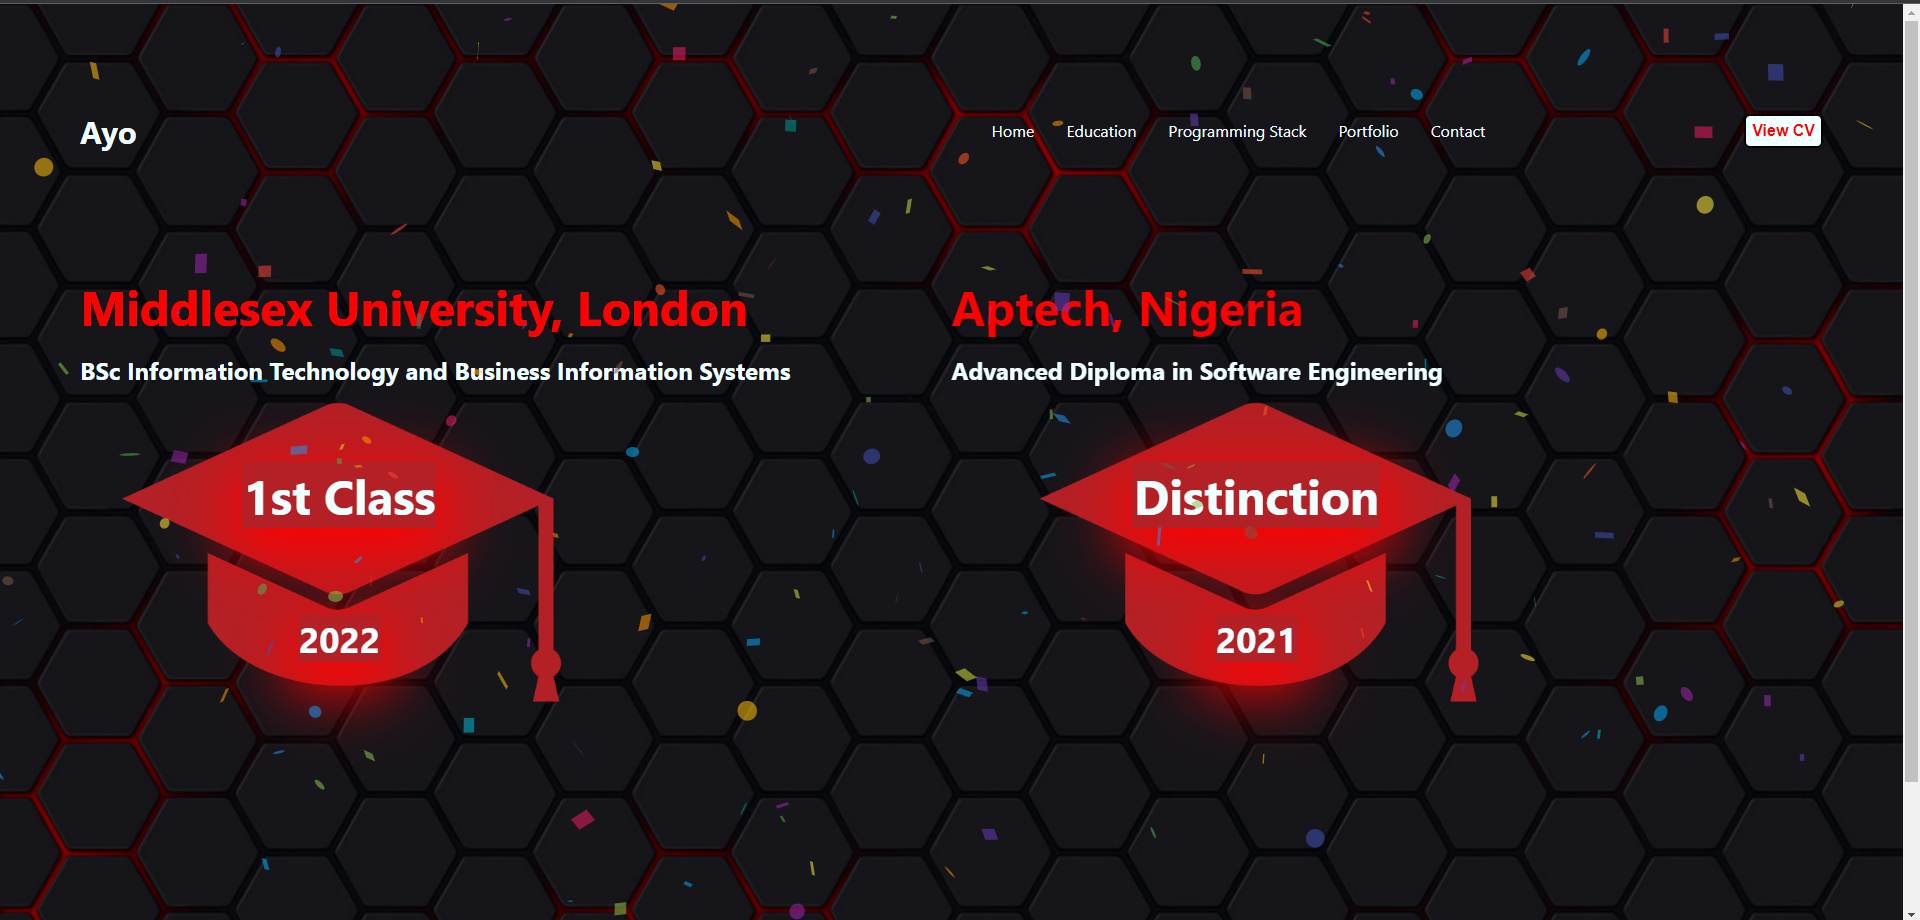 Ayo
Home Education Programming Stack Portfolio Contact
View CV
Middlesex University, London
BSc Information Technology and Business Information Systems
1st Class
2022
Aptech, Nigeria
Advanced Diploma in Software Engineering
Distinction
2021